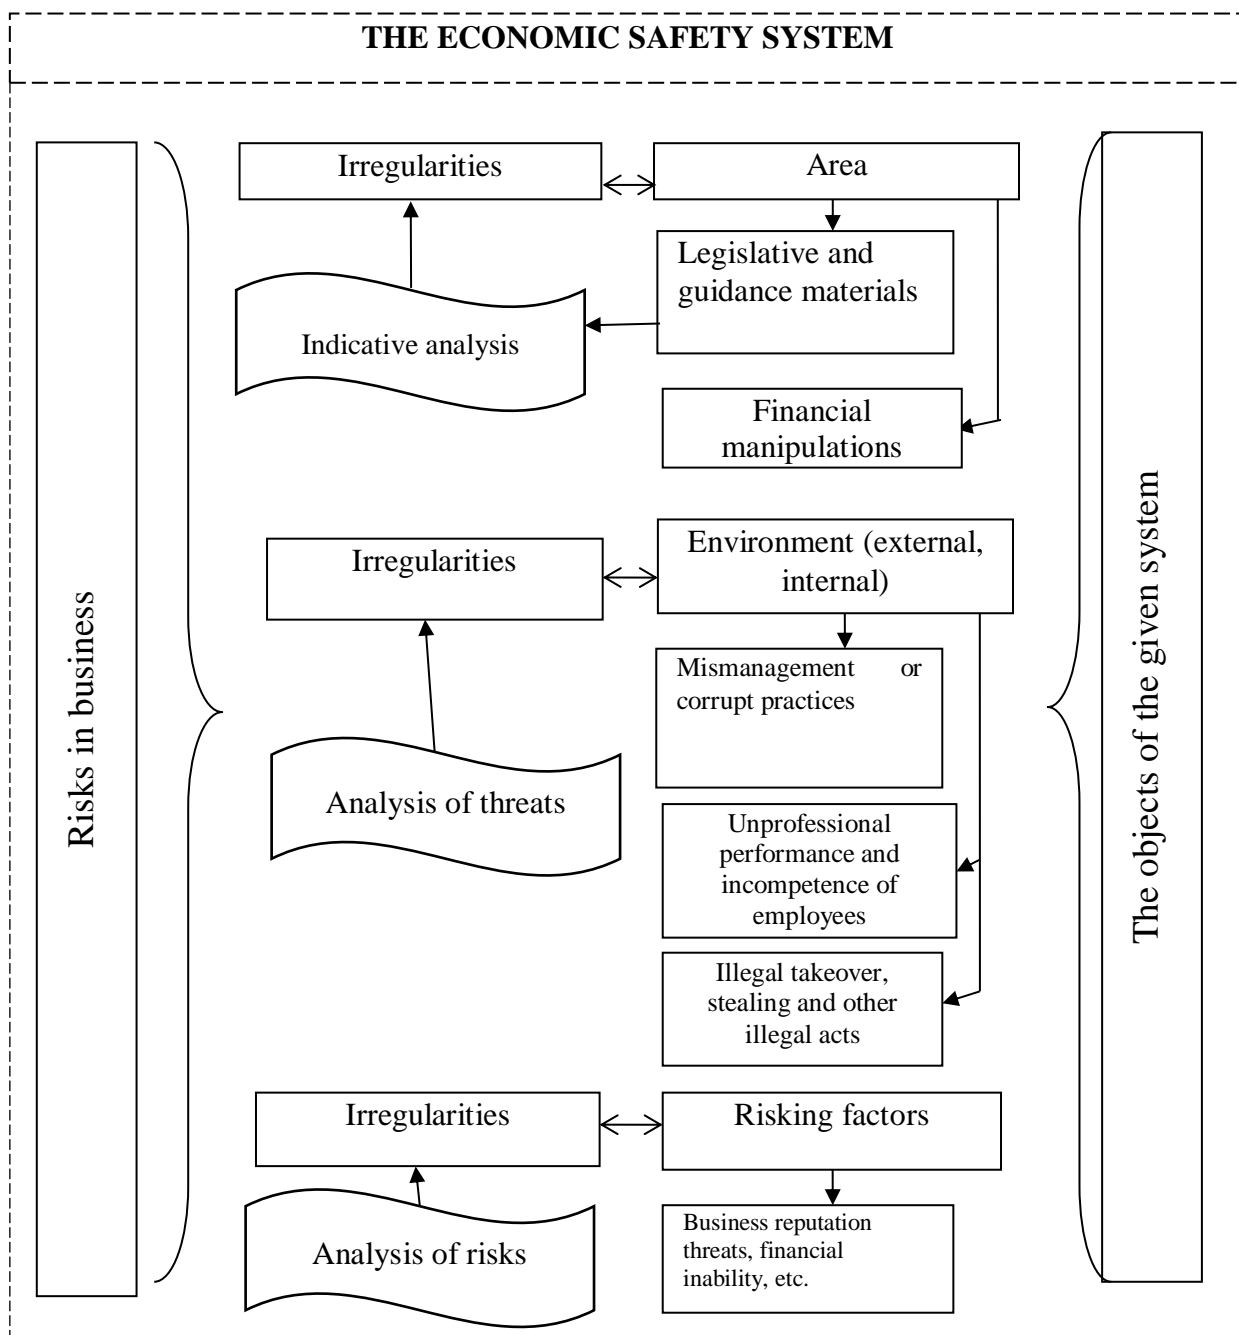 THE ECONOMIC SAFETY SYSTEM
Risks in business
Irregularities
Area
Legislative and
guidance materials
Indicative analysis
Financial
manipulations
Irregularities
Environment (external,
internal)
Mismanagement or
corrupt practices
Analysis of threats
Unprofessional
performance and
incompetence of
employees
Illegal takeover,
stealing and other
illegal acts
Irregularities
Risking factors
Analysis of risks
Business reputation
threats, financial
inability, etc.
The objects of the given system